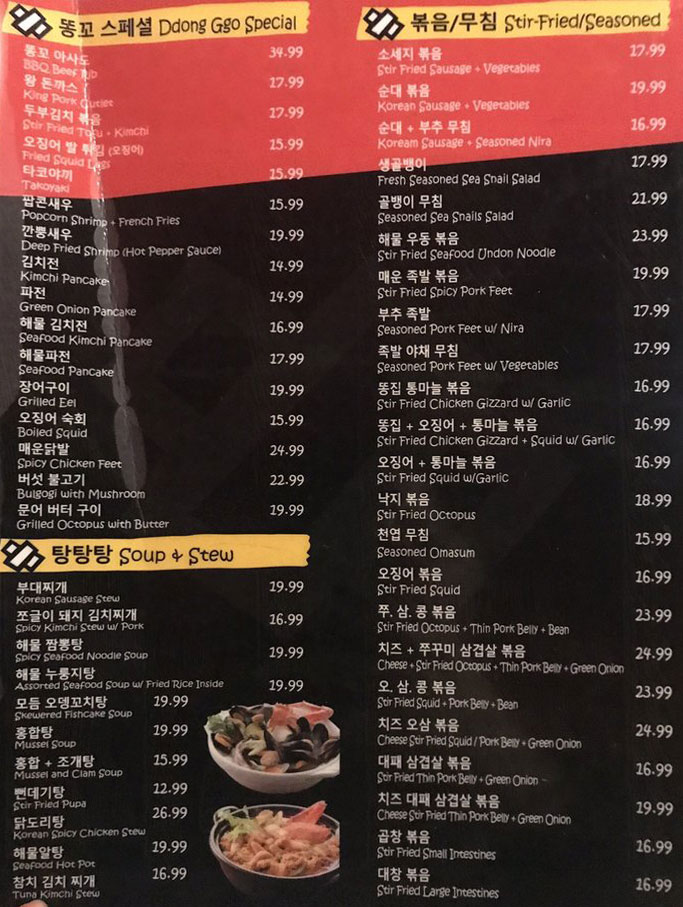 똥꼬 스페셜 Ddong Ggo Special
똥꼬 아사도 34.99
BBQ Beef Rib
왕 돈까스 17.99
King Pork Cutlet
두부김치 볶음 17.99
Stir Fried Tofu + Kimchi
오징어 발 튀김 (오징어) 15.99
Fried Squid Legs
타코야끼 15.99
Takoyaki
팝콘새우 15.99
Popcorn Shrimp + French Fries
깐뿅새우 19.99
Deep Fried Shrimp (Hot Pepper Sauce)
김치전 14.99
Kimchi Pancake
파전 14.99
Green Onion Pancake
해물 김치전 16.99
Seafood Kimchi Pancake
해물파전 17.99
Seafood Pancake
장어구이 19.99
Grilled Eel
오징어 숙회 15.99
Boiled Squid
매운닭발 24.99
Spicy Chicken Feet
버섯 불고기 22.99
Bulgogi with Mushroom
문어 버터 구이 19.99
Grilled Octopus with Butter
탕탕탕 Soup & Stew
부대찌개 19.99
Korean Sausage Stew
쪼글이 돼지 김치찌개 16.99
Spicy Kimchi Stew w/ Pork
해물 짬뽕탕 19.99
Spicy Seafood Noodle Soup
해물 누룽지탕 19.99
Assorted Seafood Soup w/ Fried Rice Inside
모듬 오뎅꼬치탕 19.99
Skewered Fishcake Soup
홍합탕 19.99
Mussel Soup
홍합 + 조개탕 15.99
Mussel and Clam Soup
뻔데기탕 12.99
Stir Fried Pupa
닭도리탕 26.99
Korean Spicy Chicken Stew
해물알탕 19.99
Seafood Hot Pot
참치 김치 찌개 16.99
Tuna Kimchi Stew
볶음/무침 Stir-Fried/Seasoned
소세지 볶음 17.99
Stir Fried Sausage + Vegetables
순대 볶음 19.99
Korean Sausage + Vegetables
순대 + 부추 무침 16.99
Koream Sausage + Seasoned Nira
생골뱅이 17.99
Fresh Seasoned Sea Snail Salad
골뱅이 무침 21.99
Seasoned Sea Snails Salad
해물 우동 볶음 23.99
Stir Fried Seafood Undon Noodle
매운 족발 볶음 19.99
Stir Fried Spicy Pork Feet
부추 족발 17.99
Seasoned Pork Feet w/ Nira
족발 야채 무침 17.99
Seasoned Pork Feet w/ Vegetables
똥집 통마늘 볶음 16.99
Stir Fried Chicken Gizzard w/ Garlic
똥집 + 오징어 + 통마늘 볶음 16.99
Stir Fried Chicken Gizzard + Squid w/ Garlic
오징어 + 통마늘 볶음 16.99
Stir Fried Squid w/Garlic
낙지 볶음 18.99
Stir Fried Octopus
천엽 무침 15.99
Seasoned Omasum
오징어 볶음 16.99
Stir Fried Squid
쭈. 삼. 콩 볶음 23.99
Stir Fried Octopus + Thin Pork Belly + Bean
치즈 + 쭈꾸미 삼겹살 볶음 24.99
Cheese + Stir Fried Octopus + Thin Pork Belly + Green Onion
오. 삼. 콩 볶음 23.99
Stir Fried Squid + Pork Belly + Bean
치즈 오삼 볶음 24.99
Cheese Stir Fried Squid / Pork Belly + Green Onion
대패 삼겹살 볶음 16.99
Stir Fried Thin Pork Belly + Green Onion
치즈 대패 삼겹살 볶음 19.99
Cheese Stir Fried Thin Pork Belly + Green Onion
곱창 볶음 16.99
Stir Fried Small Intestines
대창 볶음 16.99
Stir Fried Large Intestines